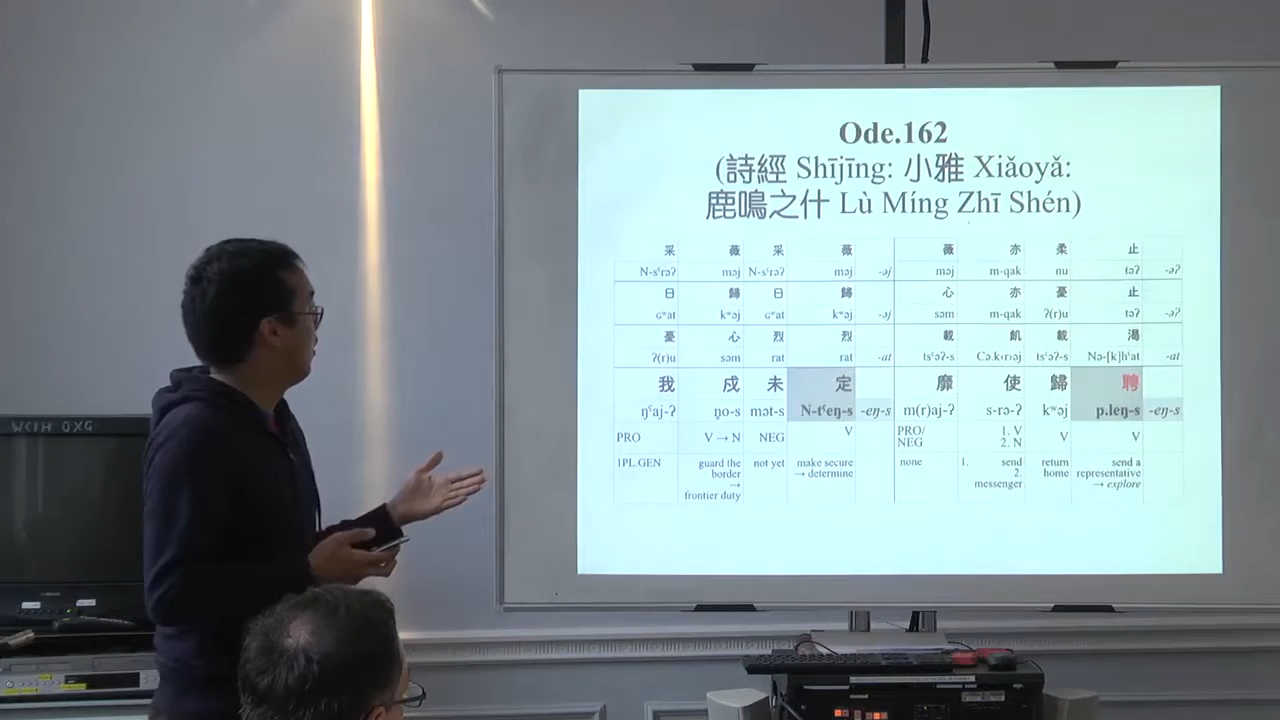 Ode.162
(詩經 Shījīng: 小雅 Xiǎoyǎ:
鹿鳴之什 Lù Míng Zhī Shén)
采 薇 采 薇 薇 亦 柔 止
N-sˤrəʔ məj N-sˤrəʔ məj -əj məj m-qak nu təʔ -əʔ
曰 歸 曰 歸 心 亦 憂 止
ɢʷat kʷəj ɢʷat kʷəj -əj səm m-qak ʔ(r)u təʔ -əʔ
憂 心 烈 烈 載 飢 載 渴
ʔ(r)u səm rat rat -at tsˤəʔ-s Cə.k‹r›əj tsˤəʔ-s Nə-[k]hˤat -at
我 戍 未 定 靡 使 歸 聘
ŋˤaj-ʔ n̥o-s mət-s N-tˤeŋ-s -eŋ-s m(r)aj-ʔ s-rə-ʔ kʷəj p.leŋ-s -eŋ-s
PRO V → N NEG V PRO/ NEG 1. V 2. N V V
1PL.GEN guard the border → frontier duty not yet make secure → determine none 1. send 2. messenger return home send a representative → explore
WC1H 0XG